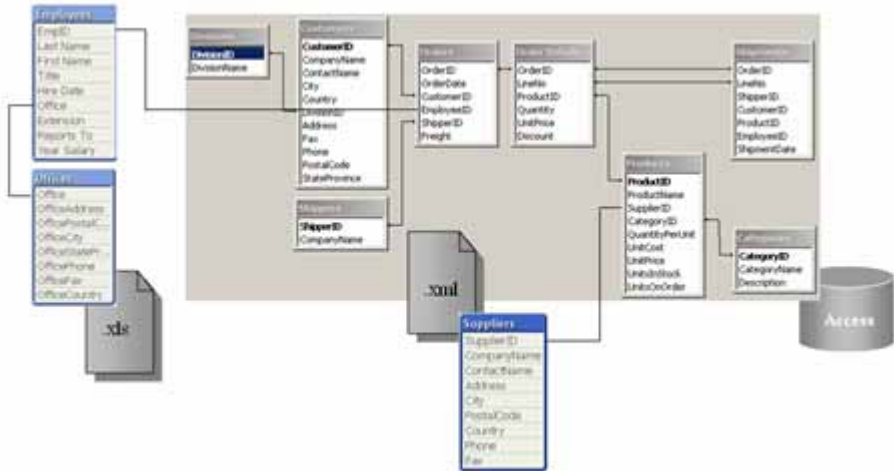 Employees
EmpID
Last Name
First Name
Title
Hire Date
Office
Extension
Reports To
Year Salary
Offices
Office
OfficeAddress
OfficePostalC...
OfficeCity
OfficeStatePr...
OfficePhone
OfficeFax
OfficeCountry
.xls
Divisions
DivisionID
DivisionName
Customers
CustomerID
CompanyName
ContactName
City
Country
DivisionID
Address
Fax
Phone
PostalCode
StateProvince
Shippers
ShipperID
CompanyName
Orders
OrderID
OrderDate
CustomerID
EmployeeID
ShipperID
Freight
Order Details
OrderID
LineNo
ProductID
Quantity
UnitPrice
Discount
.xml
Suppliers
SupplierID
CompanyName
ContactName
Address
City
PostalCode
Country
Phone
Fax
Products
ProductID
ProductName
SupplierID
CategoryID
QuantityPerUnit
UnitCost
UnitPrice
UnitsInStock
UnitsOnOrder
Shipments
OrderID
LineNo
ShipperID
CustomerID
ProductID
EmployeeID
ShipmentDate
CategoryID
CategoryName
Description
Access